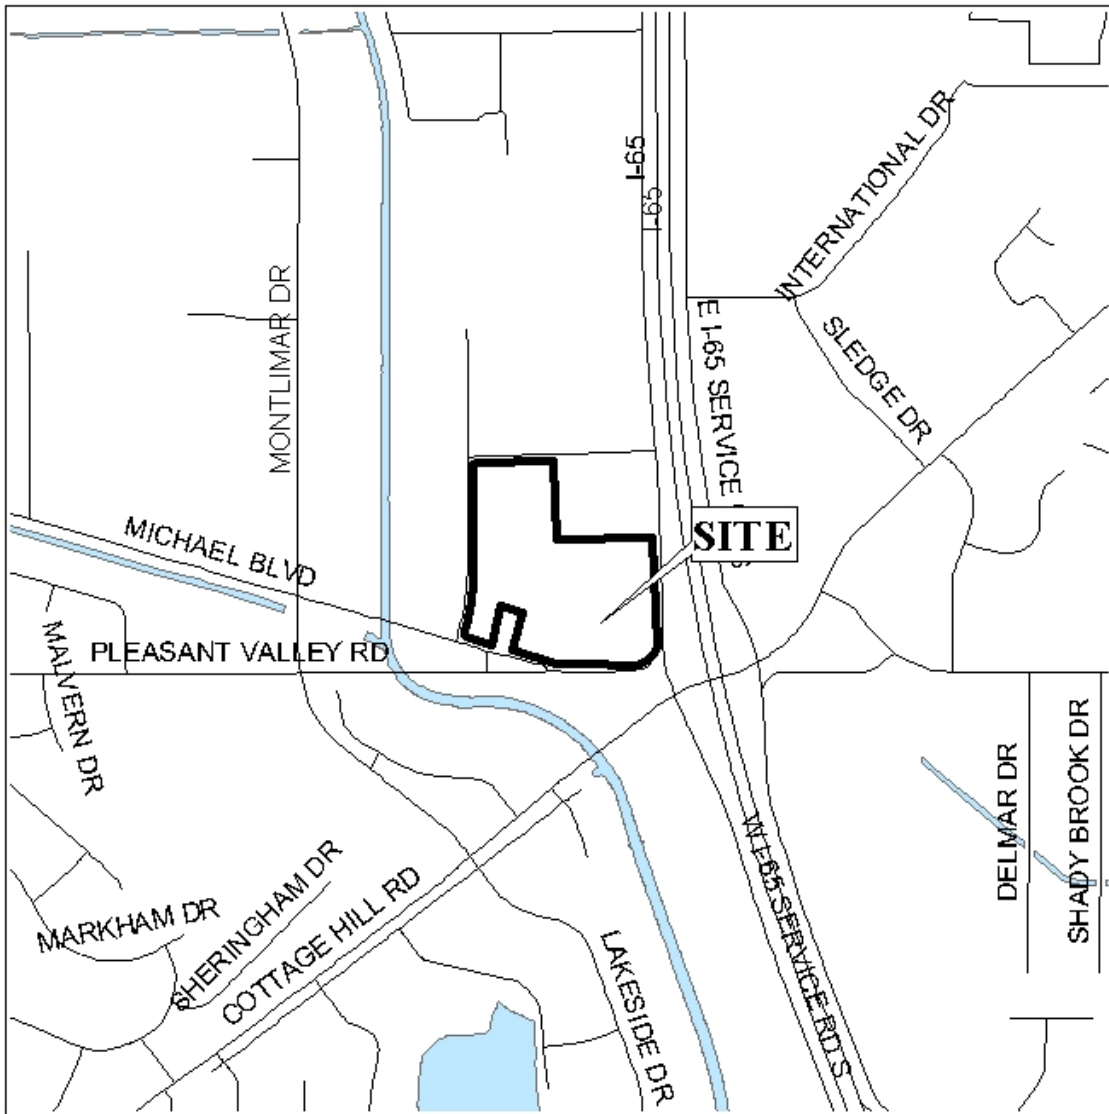 INTERNATIONAL DR
I-65
I-65
MONTLIMAR DR
E I-65 SERVICE
S
SLEDGE DR
SITE
MICHAEL BLVD
PLEASANT VALLEY RD
MALVERN DR
DELMAR DR
SHADY BROOK DR
W I-65 SERVICE RD S
SHERINGHAM DR
COTTAGE HILL RD
MARKHAM DR
LAKESIDE DR